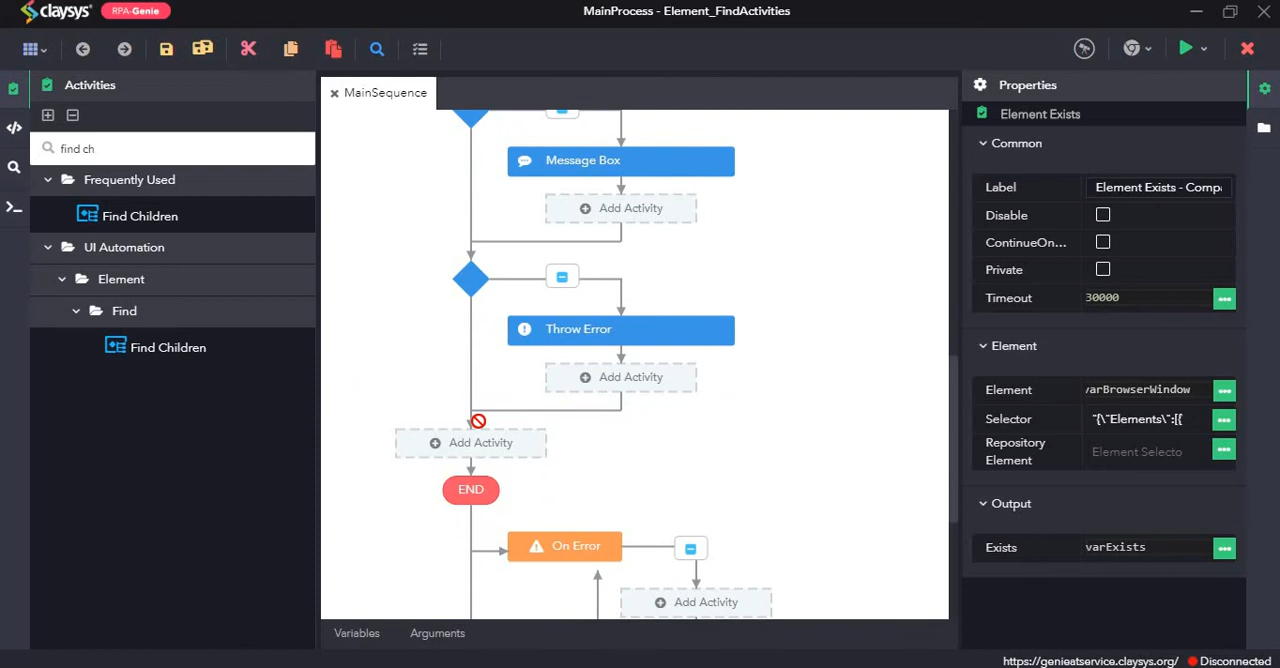 claysys RPA-Genie
MainProcess - Element_FindActivities
Activities
find ch
Frequently Used
Find Children
UI Automation
Element
Find
Find Children
MainSequence
Message Box
Add Activity
Throw Error
Add Activity
Add Activity
END
On Error
Add Activity
Variables Arguments
Properties
Element Exists
Common
Label Element Exists - Comp
Disable
ContinueOn...
Private
Timeout 30000
Element
Element varBrowserWindow
Selector "{\"Elements\":[{
Repository Element Element Selecto
Output
Exists varExists
https://genieatservice.claysys.org/ Disconnected